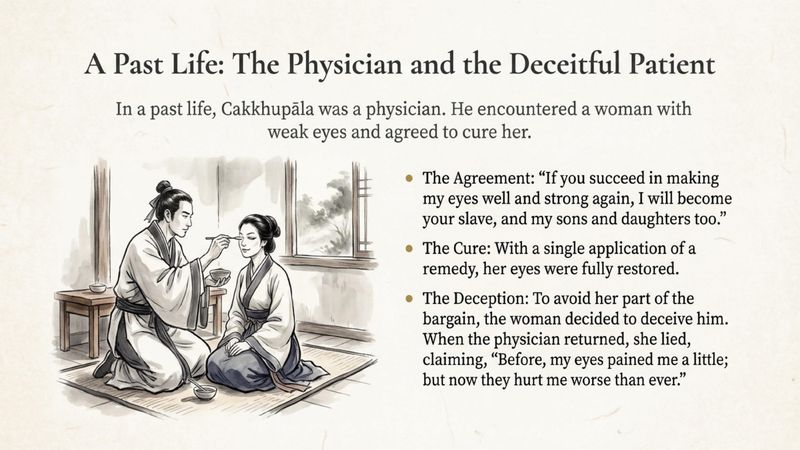 A Past Life: The Physician and the Deceitful Patient
In a past life, Cakkhupāla was a physician. He encountered a woman with
weak eyes and agreed to cure her.
• The Agreement: “If you succeed in making
my eyes well and strong again, I will become
your slave, and my sons and daughters too.”
• The Cure: With a single application of a
remedy, her eyes were fully restored.
• The Deception: To avoid her part of the
bargain, the woman decided to deceive him.
When the physician returned, she lied,
claiming, “Before, my eyes pained me a little;
but now they hurt me worse than ever.”